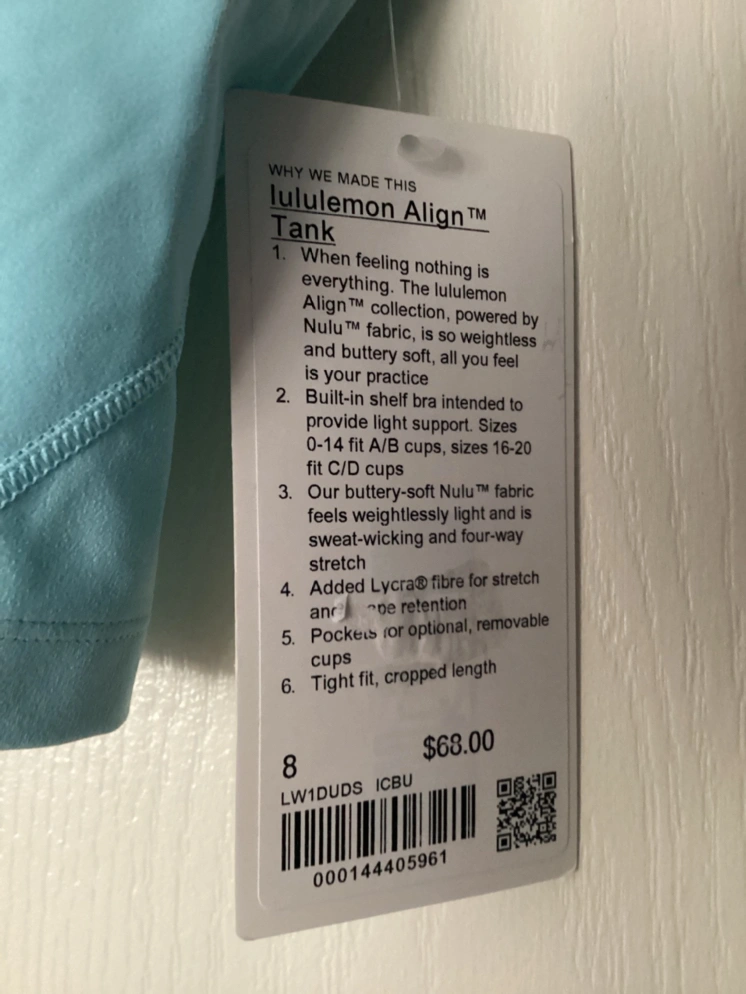 WHY WE MADE THIS
lululemon Align™
Tank
1. When feeling nothing is
everything. The lululemon
Align™ collection, powered by
Nulu™ fabric, is so weightless
and buttery soft, all you feel
is your practice
2. Built-in shelf bra intended to
provide light support. Sizes
0-14 fit A/B cups, sizes 16-20
fit C/D cups
3. Our buttery-soft Nulu™ fabric
feels weightlessly light and is
sweat-wicking and four-way
stretch
4. Added Lycra® fibre for stretch
and retention
5. Pockets for optional, removable
cups
6. Tight fit, cropped length
8 $68.00
LW1DUDS ICBU
000144405961